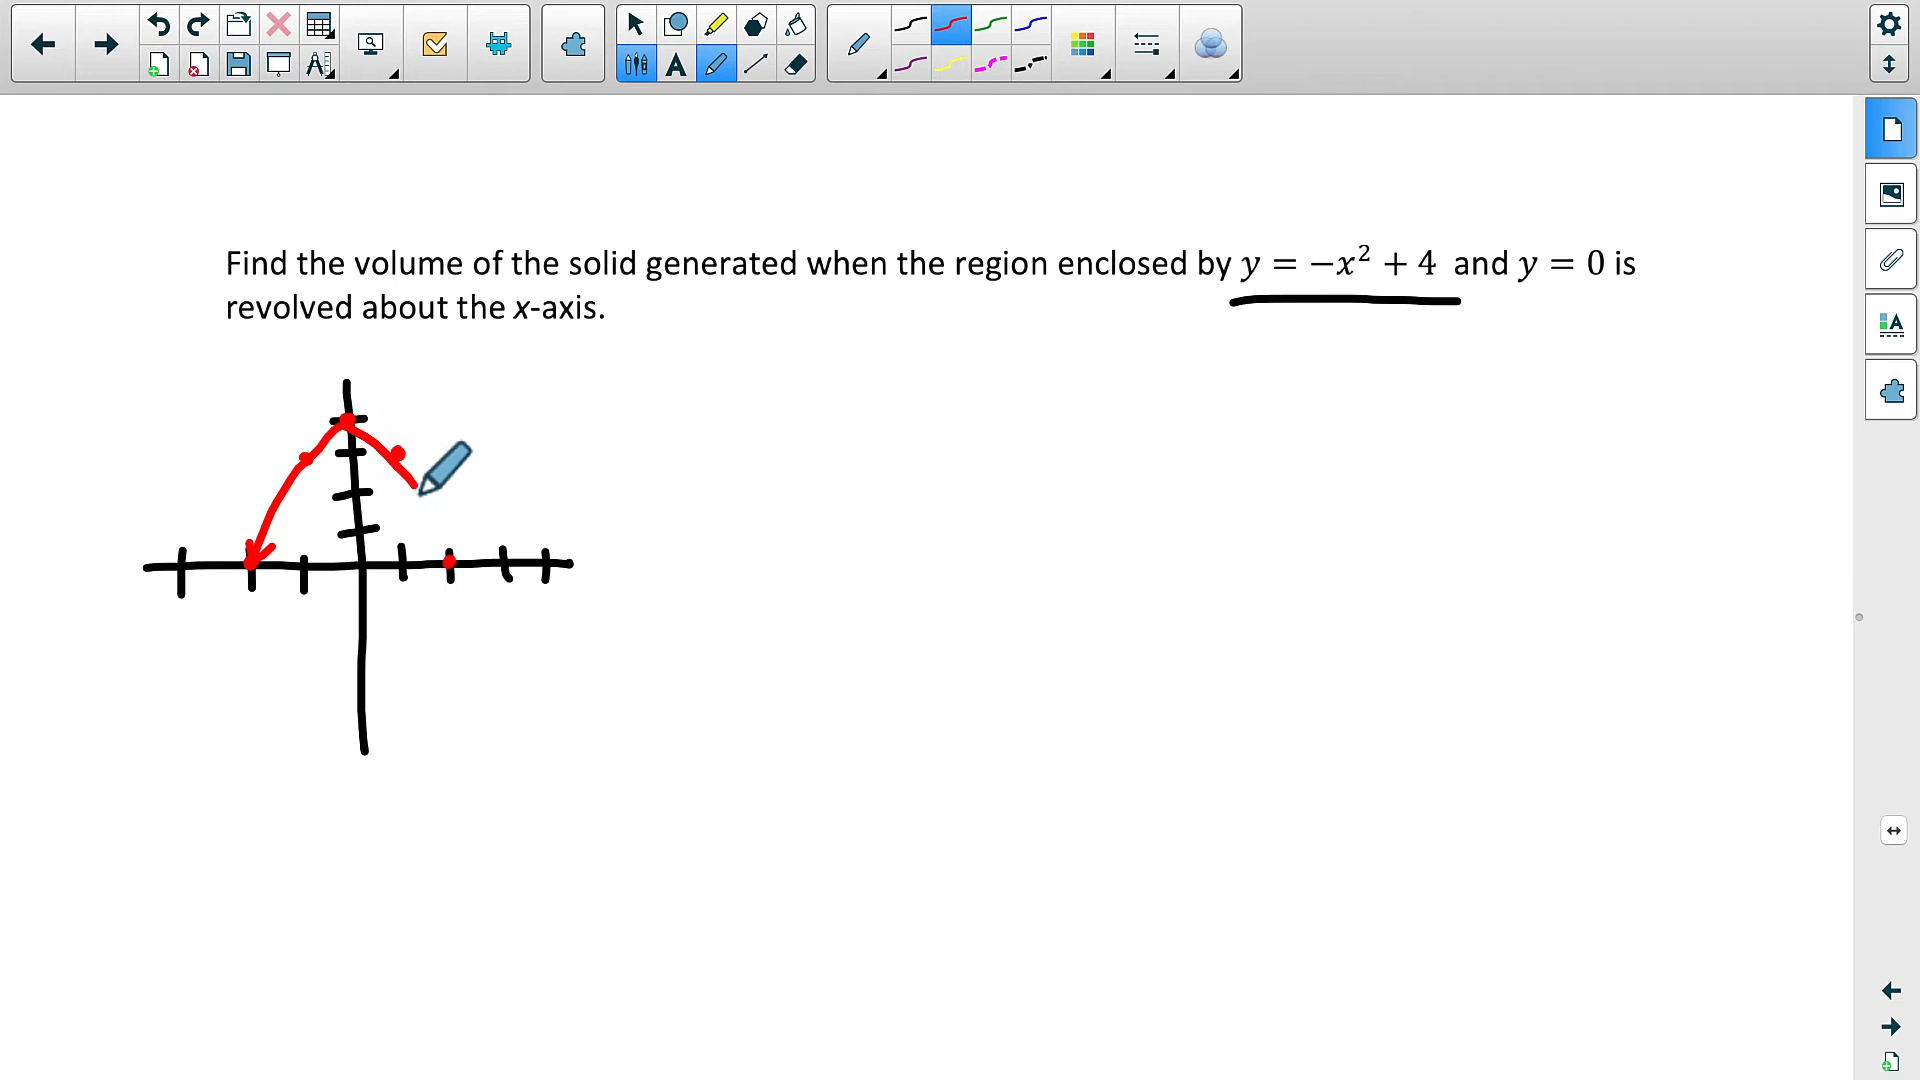 Find the volume of the solid generated when the region enclosed by y = −x² + 4 and y = 0 is
revolved about the x-axis.